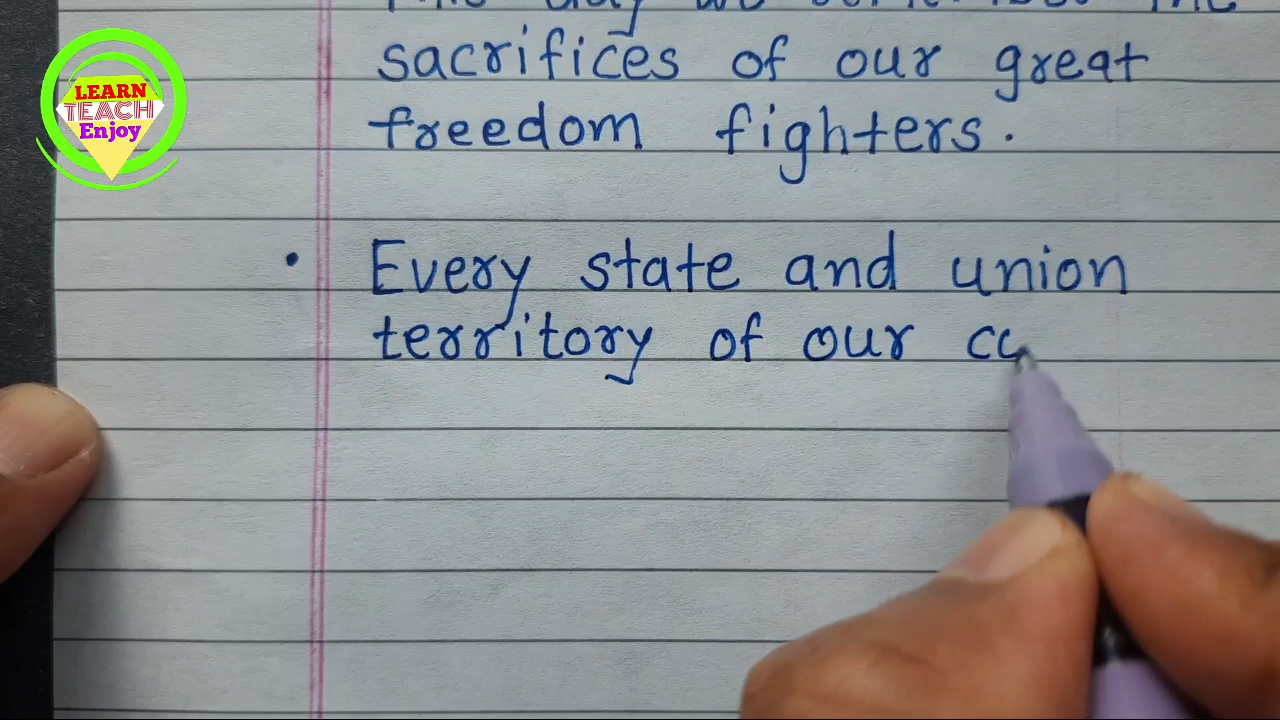 LEARN
TEACH
Enjoy
sacrifices of our great
freedom fighters.
• Every state and union
territory of our